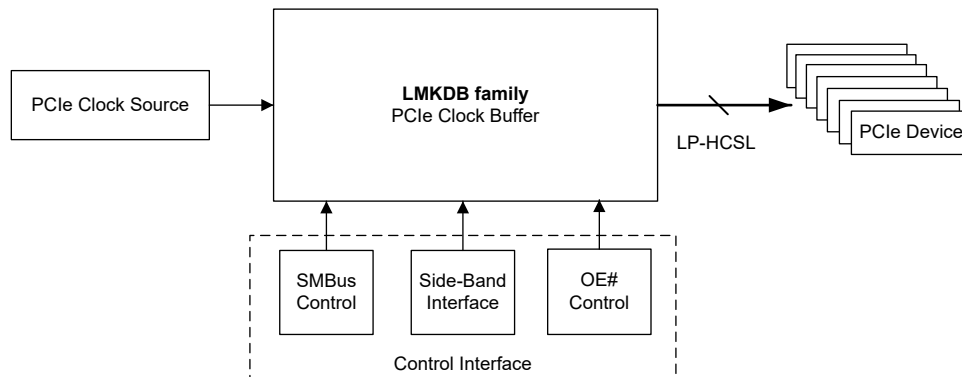 LMKDB family
PCIe Clock Source
PCIe Clock Buffer
LP-HCSL
PCIe Device
SMBus
Control
Side-Band
Interface
OE#
Control
Control Interface